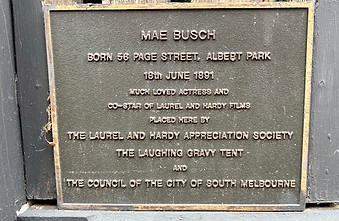 MAE BUSCH
BORN 56 PAGE STREET, ALBERT PARK
18th JUNE 1891
MUCH LOVED ACTRESS AND
CO-STAR OF LAUREL AND HARDY FILMS
PLACED HERE BY
THE LAUREL AND HARDY APPRECIATION SOCIETY
THE LAUGHING GRAVY TENT
AND
THE COUNCIL OF THE CITY OF SOUTH MELBOURNE